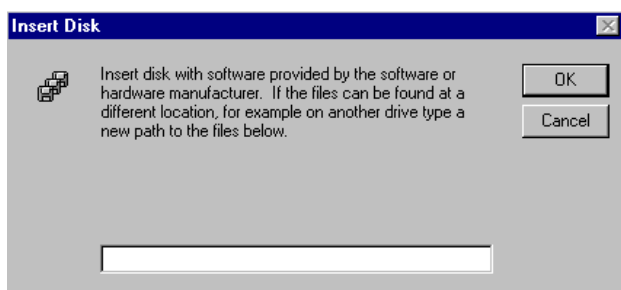 Insert Disk
Insert disk with software provided by the software or
hardware manufacturer.  If the files can be found at a
different location, for example on another drive type a
new path to the files below.
OK
Cancel